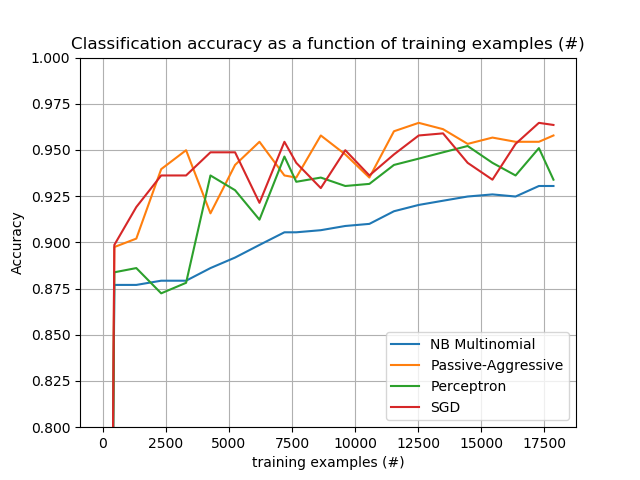 Classification accuracy as a function of training examples (#)
1.000
0.975
0.950
0.925
0.900
0.875
0.850
0.825
0.800
Accuracy
NB Multinomial
Passive-Aggressive
Perceptron
SGD
0 2500 5000 7500 10000 12500 15000 17500
training examples (#)